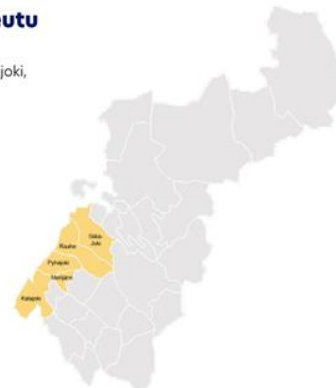 eutu
joki,
Siika-
Joki
Raahe
Pyhäjoki
Merijärvi
Kalajoki